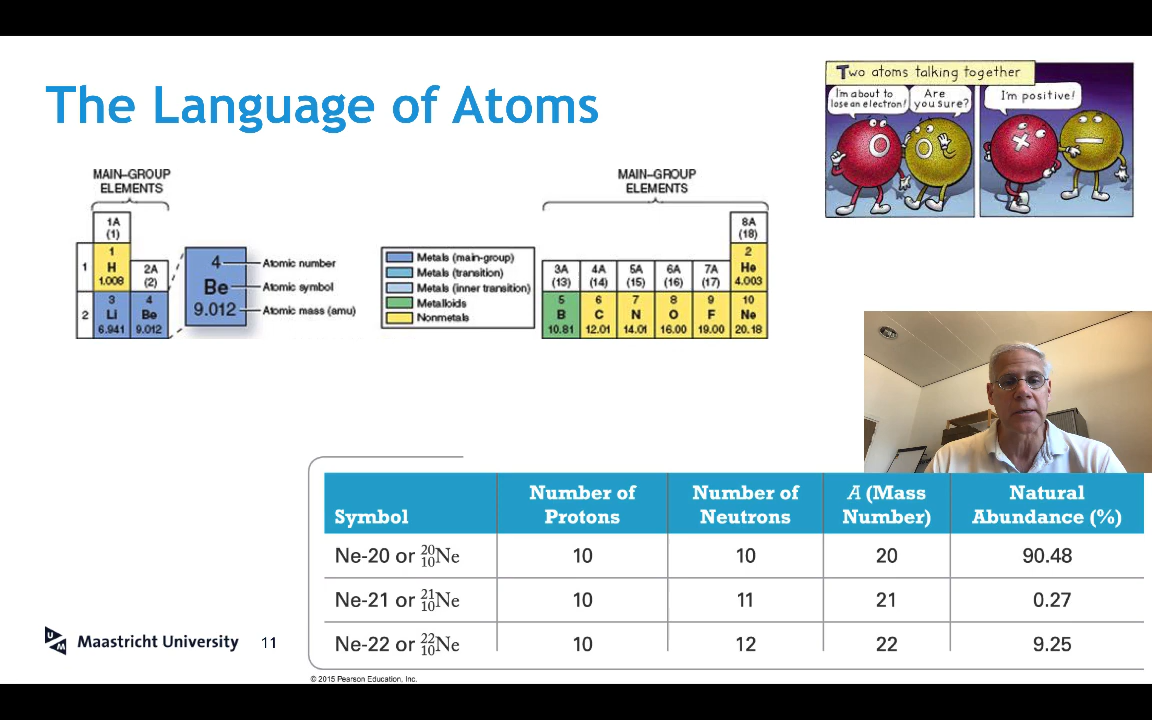 The Language of Atoms
Two atoms talking together
I'm about to
lose an electron!
Are
you sure?
I'm positive!
MAIN–GROUP
ELEMENTS
1A
(1)
1
1
H
1.008
2A
(2)
2
3
Li
6.941
4
Be
9.012
4
Be
9.012
Atomic number
Atomic symbol
Atomic mass (amu)
Metals (main-group)
Metals (transition)
Metals (inner transition)
Metalloids
Nonmetals
MAIN–GROUP
ELEMENTS
8A
(18)
2
He
4.003
3A 4A 5A 6A 7A
(13) (14) (15) (16) (17)
5 6 7 8 9 10
B C N O F Ne
10.81 12.01 14.01 16.00 19.00 20.18
Symbol
Number of
Protons
Number of
Neutrons
A (Mass
Number)
Natural
Abundance (%)
Ne-20 or ²⁰₁₀Ne 10 10 20 90.48
Ne-21 or ²¹₁₀Ne 10 11 21 0.27
Ne-22 or ²²₁₀Ne 10 12 22 9.25
UM Maastricht University 11
© 2015 Pearson Education, Inc.